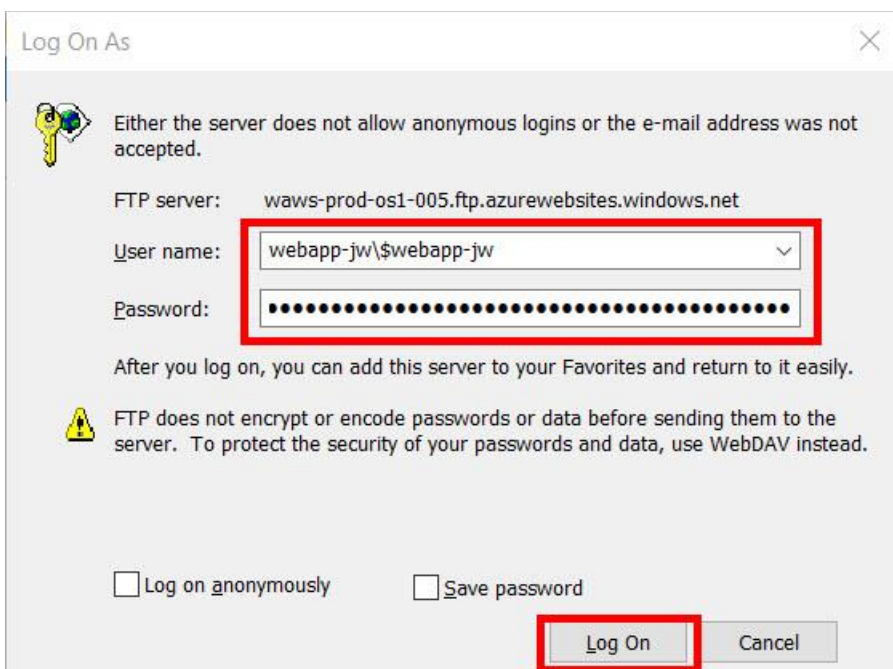 Log On As
Either the server does not allow anonymous logins or the e-mail address was not
accepted.
FTP server: waws-prod-os1-005.ftp.azurewebsites.windows.net
User name: webapp-jw\$webapp-jw
Password: ●●●●●●●●●●●●●●●●●●●●●●●●●●●●●●●●●●●●●●●●●●
After you log on, you can add this server to your Favorites and return to it easily.
FTP does not encrypt or encode passwords or data before sending them to the
server. To protect the security of your passwords and data, use WebDAV instead.
Log on anonymously Save password
Log On Cancel